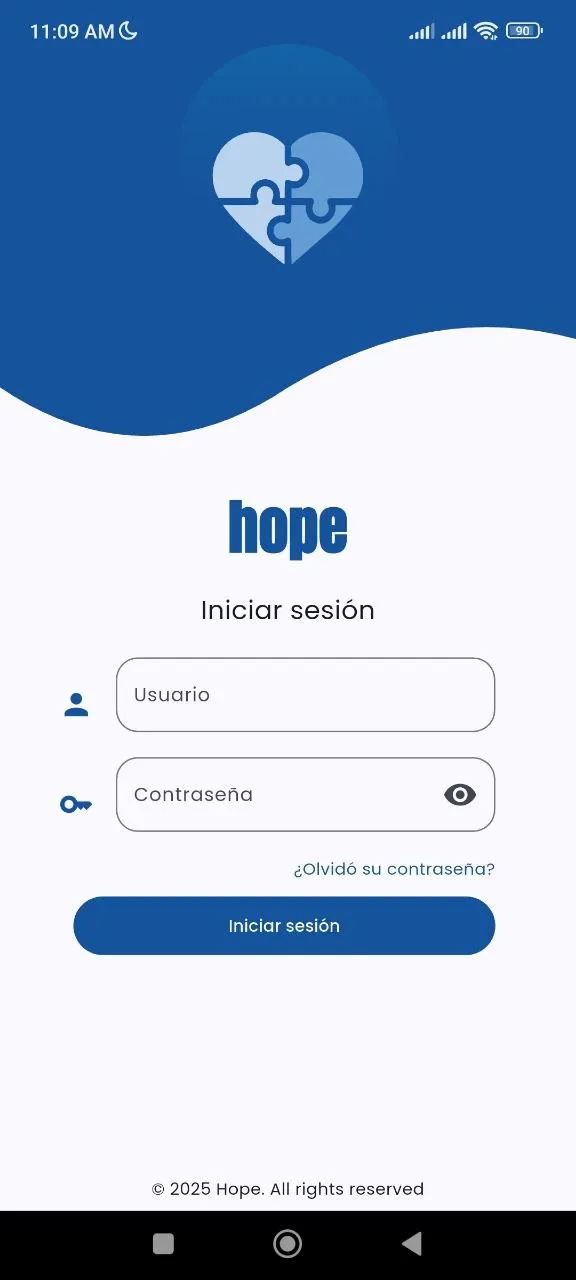 11:09 AM
90
hope
Iniciar sesión
Usuario
Contraseña
¿Olvidó su contraseña?
Iniciar sesión
© 2025 Hope. All rights reserved